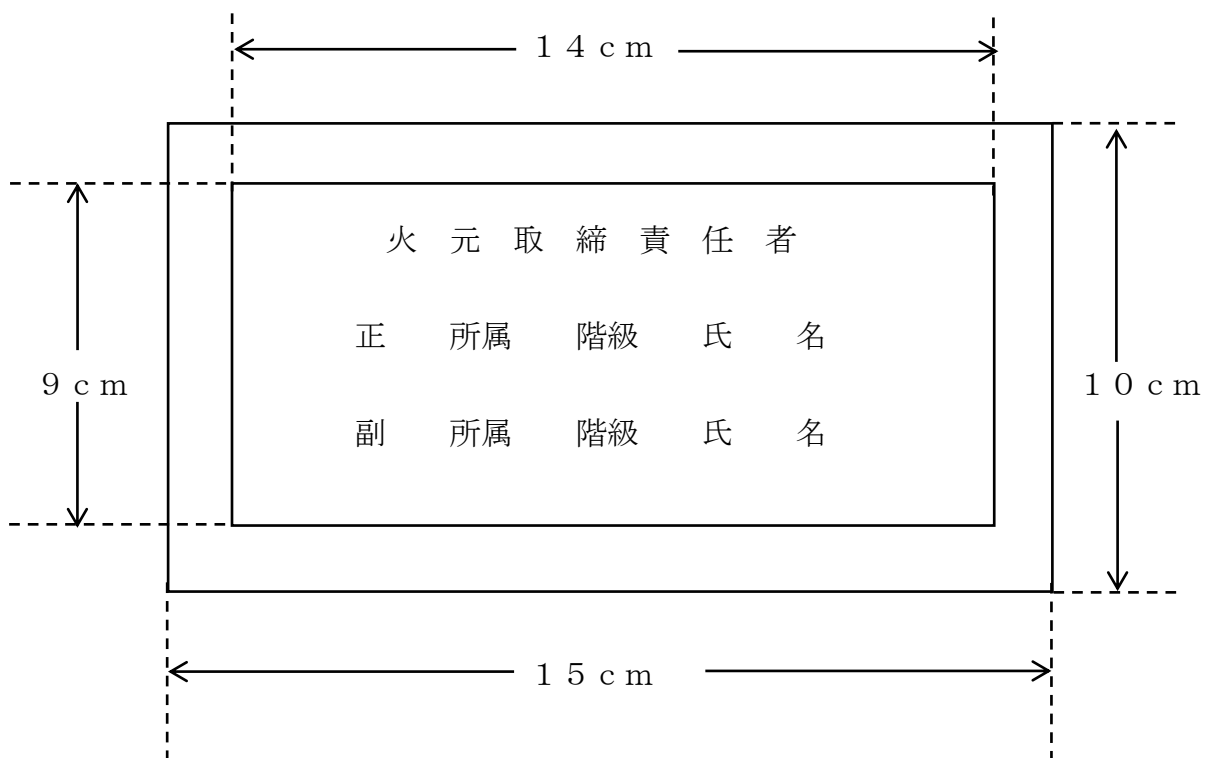 １４ｃｍ
火　元　取　締　責　任　者
正　　所属　　階級　　氏　　名
９ｃｍ
１０ｃｍ
副　　所属　　階級　　氏　　名
１５ｃｍ